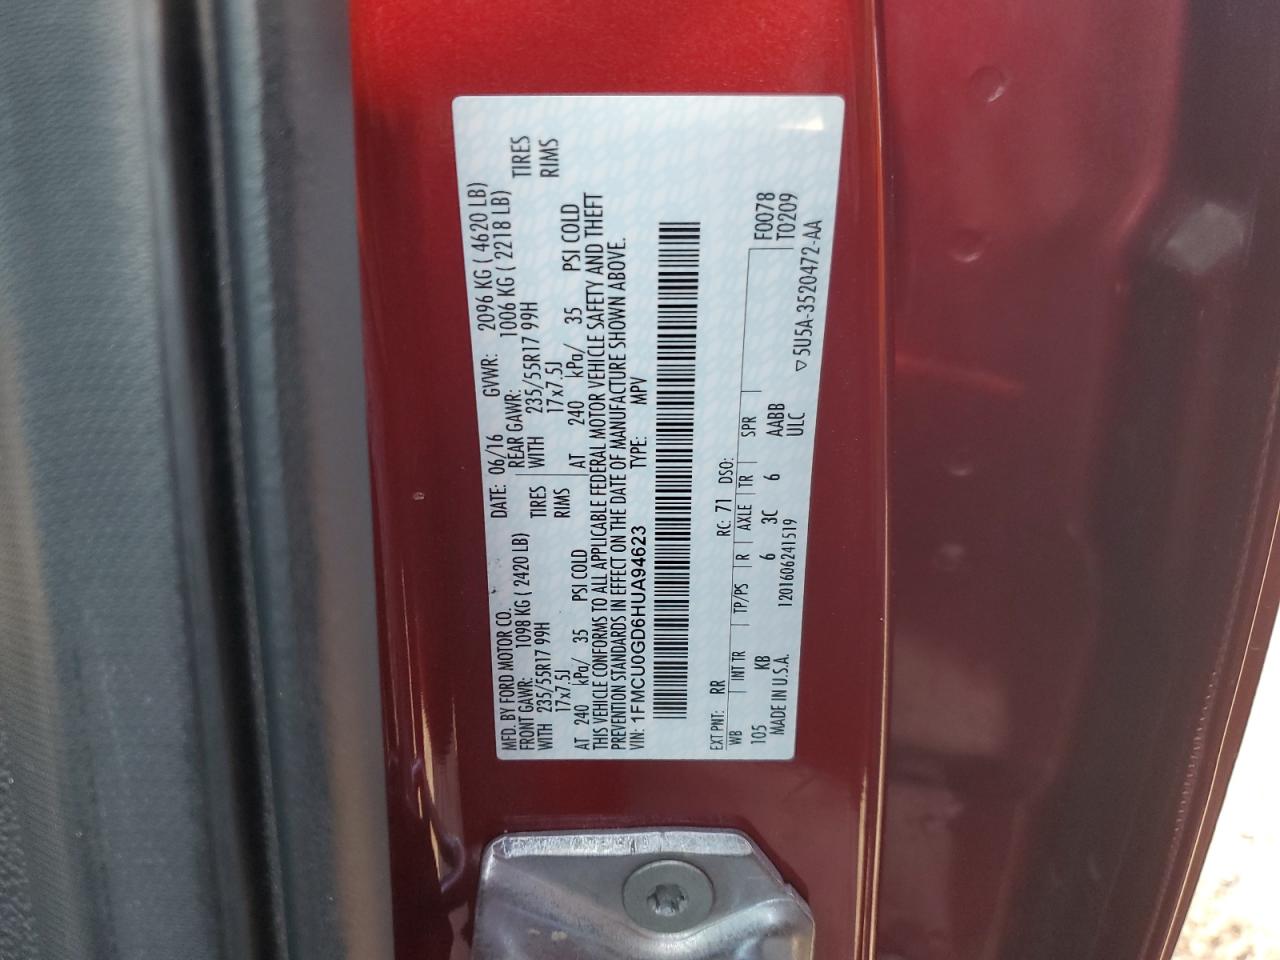 MFD. BY FORD MOTOR CO.
DATE: 06/16 GVWR: 2096 KG ( 4620 LB)
FRONT GAWR: 1098 KG ( 2420 LB) REAR GAWR: 1006 KG ( 2218 LB)
WITH 235/55R17 99H TIRES WITH 235/55R17 99H TIRES
17x7.5J RIMS 17x7.5J RIMS
AT 240 kPa/ 35 PSI COLD AT 240 kPa/ 35 PSI COLD
THIS VEHICLE CONFORMS TO ALL APPLICABLE FEDERAL MOTOR VEHICLE SAFETY AND THEFT
PREVENTION STANDARDS IN EFFECT ON THE DATE OF MANUFACTURE SHOWN ABOVE.
VIN: 1FMCU0GD6HUA94623 TYPE: MPV
EXT PNT: RR RC: 71 DSO: F0078
WB INT TR TP/PS R AXLE TR SPR T0209
105 KB 6 3C 6 AABB
MADE IN U.S.A. 1201606241519 ULC
▽5U5A-3520472-AA